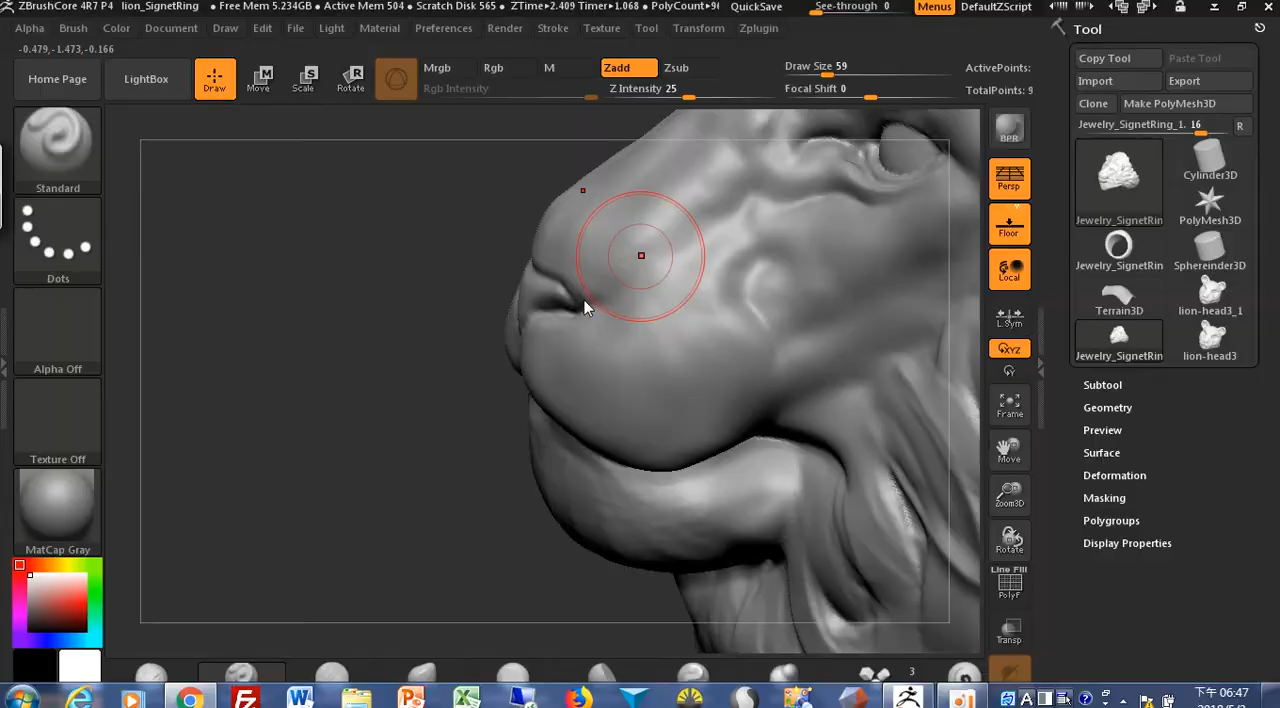 ZBrushCore 4R7 P4 lion_SignetRing • Free Mem 5.234GB • Active Mem 504 • Scratch Disk 565 • ZTime▸2.409 Timer▸1.068 • PolyCount▸ QuickSave See-through 0 Menus DefaultZScript
Alpha Brush Color Document Draw Edit File Light Material Preferences Render Stroke Texture Tool Transform Zplugin
Tool
-0.479,-1.473,-0.166
Copy Tool Paste Tool
Import Export
Clone Make PolyMesh3D
Jewelry_SignetRing_1. 16 R
Home Page LightBox Draw Move Scale Rotate
M S R
Mrgb Rgb M Zadd Zsub
Rgb Intensity Z Intensity 25
Draw Size 59
Focal Shift 0
ActivePoints:
TotalPoints: 9
Standard
Dots
Alpha Off
Texture Off
MatCap Gray
BPR
Persp
Floor
Local
L.Sym
XYZ
Y
Frame
Move
Zoom3D
Rotate
Line Fill
PolyF
Transp
Jewelry_SignetRin Cylinder3D
PolyMesh3D
Jewelry_SignetRin Sphereinder3D
Terrain3D lion-head3_1
Jewelry_SignetRin lion-head3
Subtool
Geometry
Preview
Surface
Deformation
Masking
Polygroups
Display Properties
3
下午 06:47